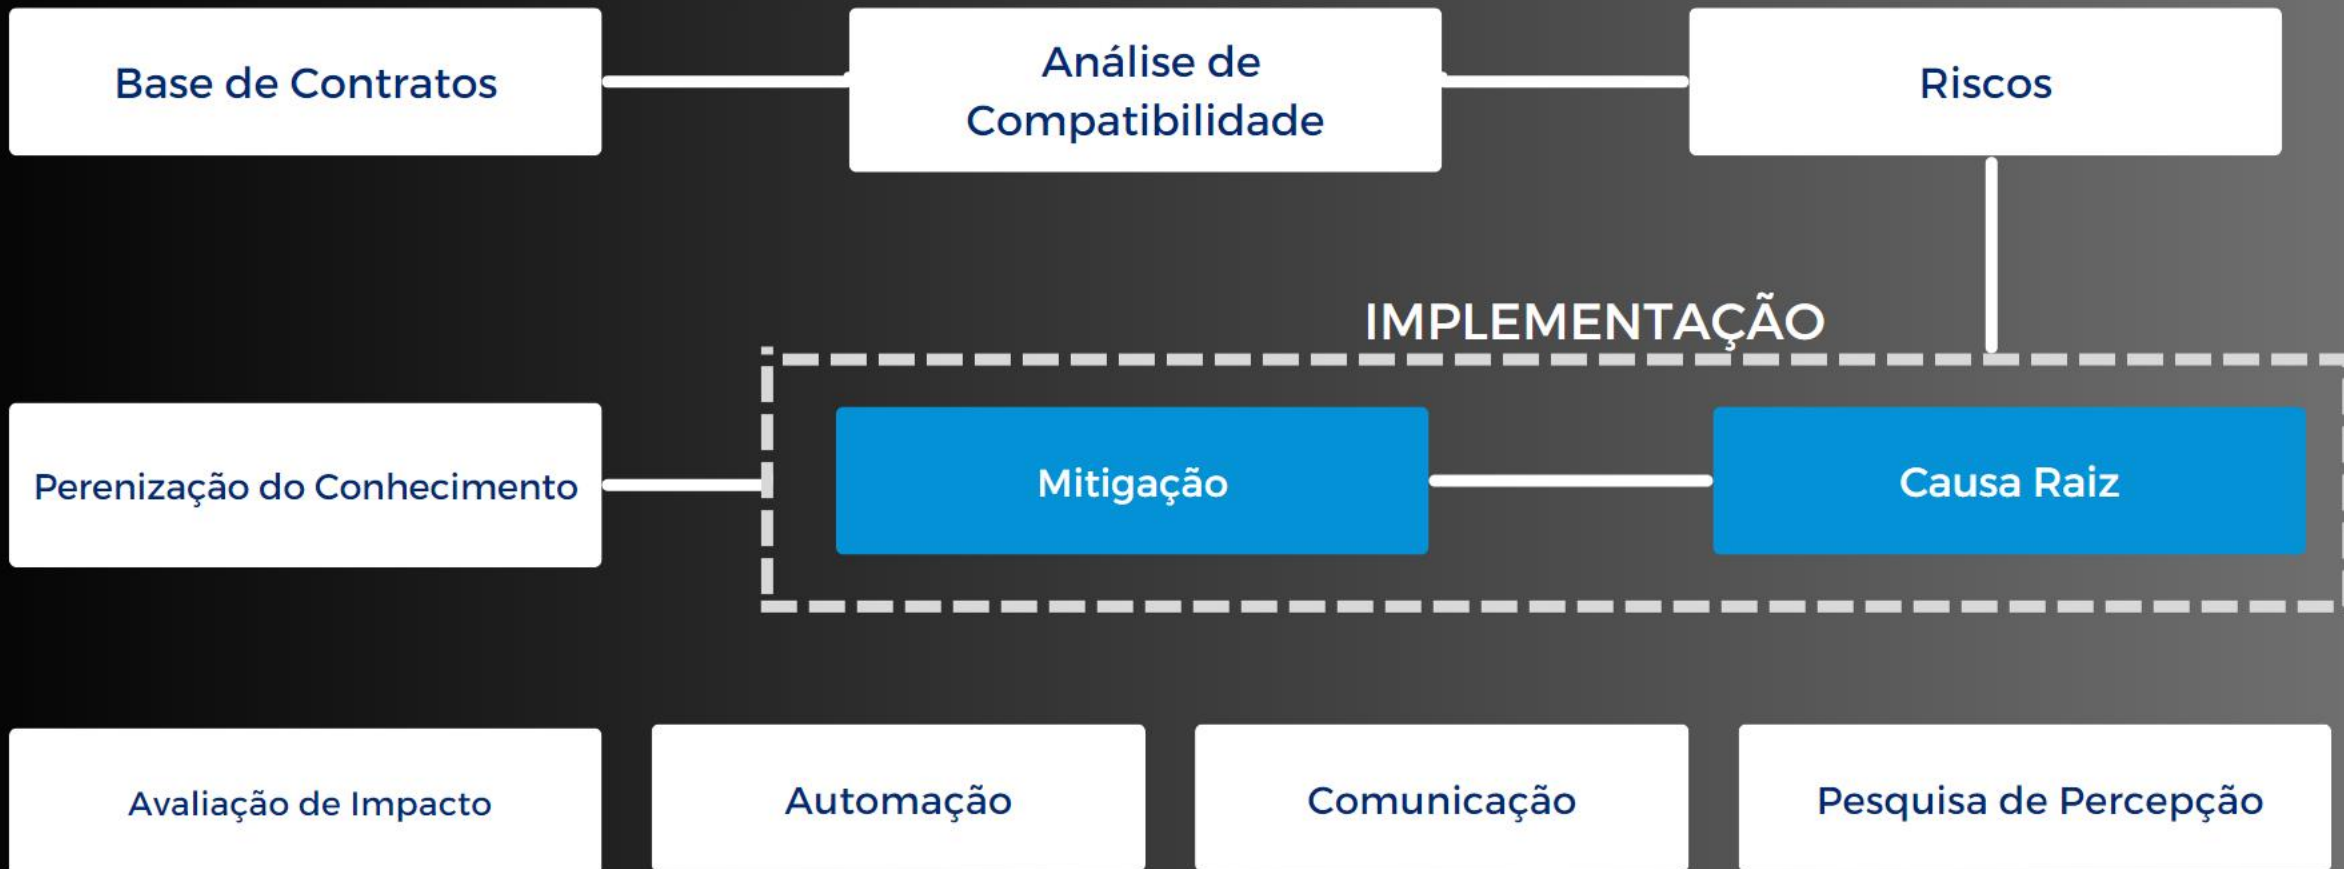 Base de Contratos
Análise de
Compatibilidade
Riscos
IMPLEMENTAÇÃO
Perenização do Conhecimento
Mitigação
Causa Raiz
Avaliação de Impacto
Automação
Comunicação
Pesquisa de Percepção